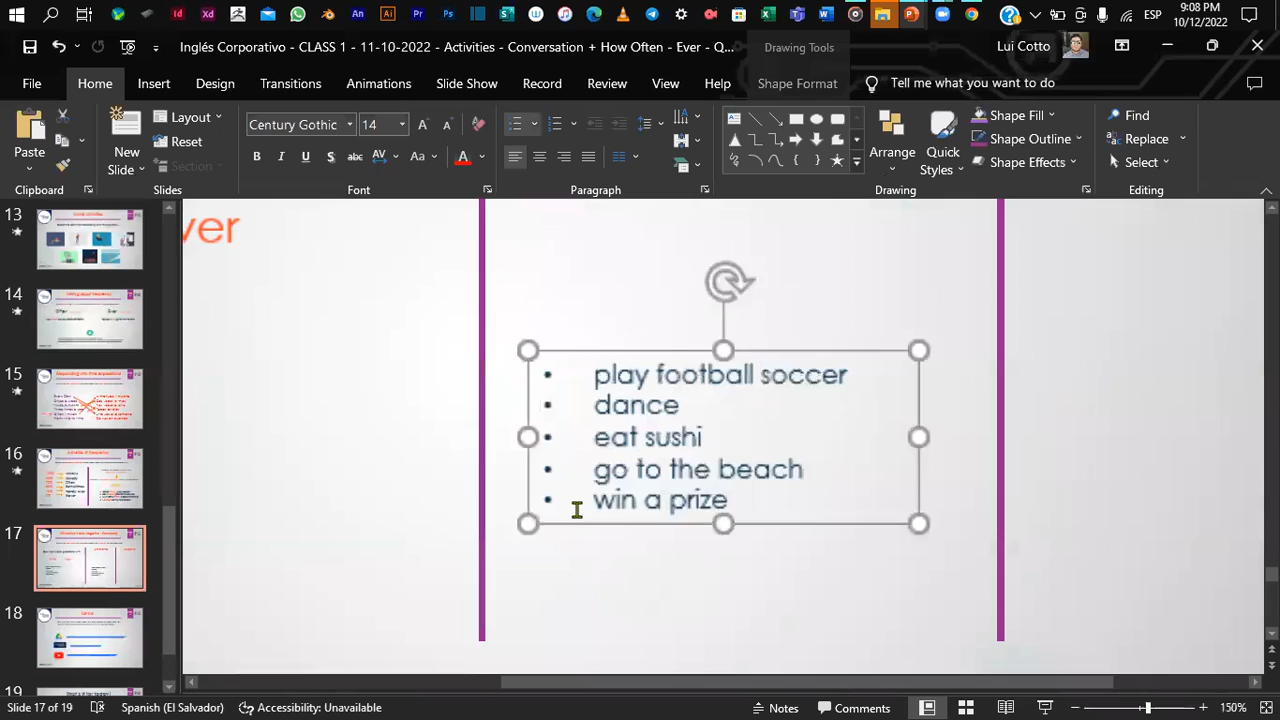 9:08 PM
ESP
10/12/2022
Inglés Corporativo - CLASS 1 - 11-10-2022 - Activities - Conversation + How Often - Ever - Q...
Drawing Tools
Lui Cotto
File
Home
Insert
Design
Transitions
Animations
Slide Show
Record
Review
View
Help
Shape Format
Tell me what you want to do
Paste
New
Slide
Layout
Reset
Section
Century Gothic
14
Arrange
Quick
Styles
Shape Fill
Shape Outline
Shape Effects
Find
Replace
Select
Clipboard
Slides
Font
Paragraph
Drawing
Editing
13
14
15
16
17
18
19
ver
• play football soccer
• dance
• eat sushi
• go to the beach
• win a prize
Slide 17 of 19
Spanish (El Salvador)
Accessibility: Unavailable
Notes
Comments
150%